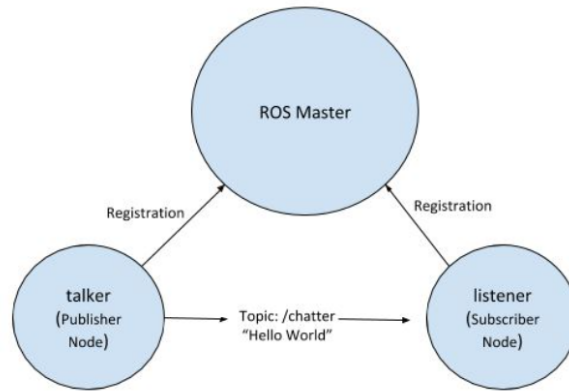 ROS Master
Registration
Registration
talker
(Publisher
Node)
Topic: /chatter
“Hello World”
listener
(Subscriber
Node)